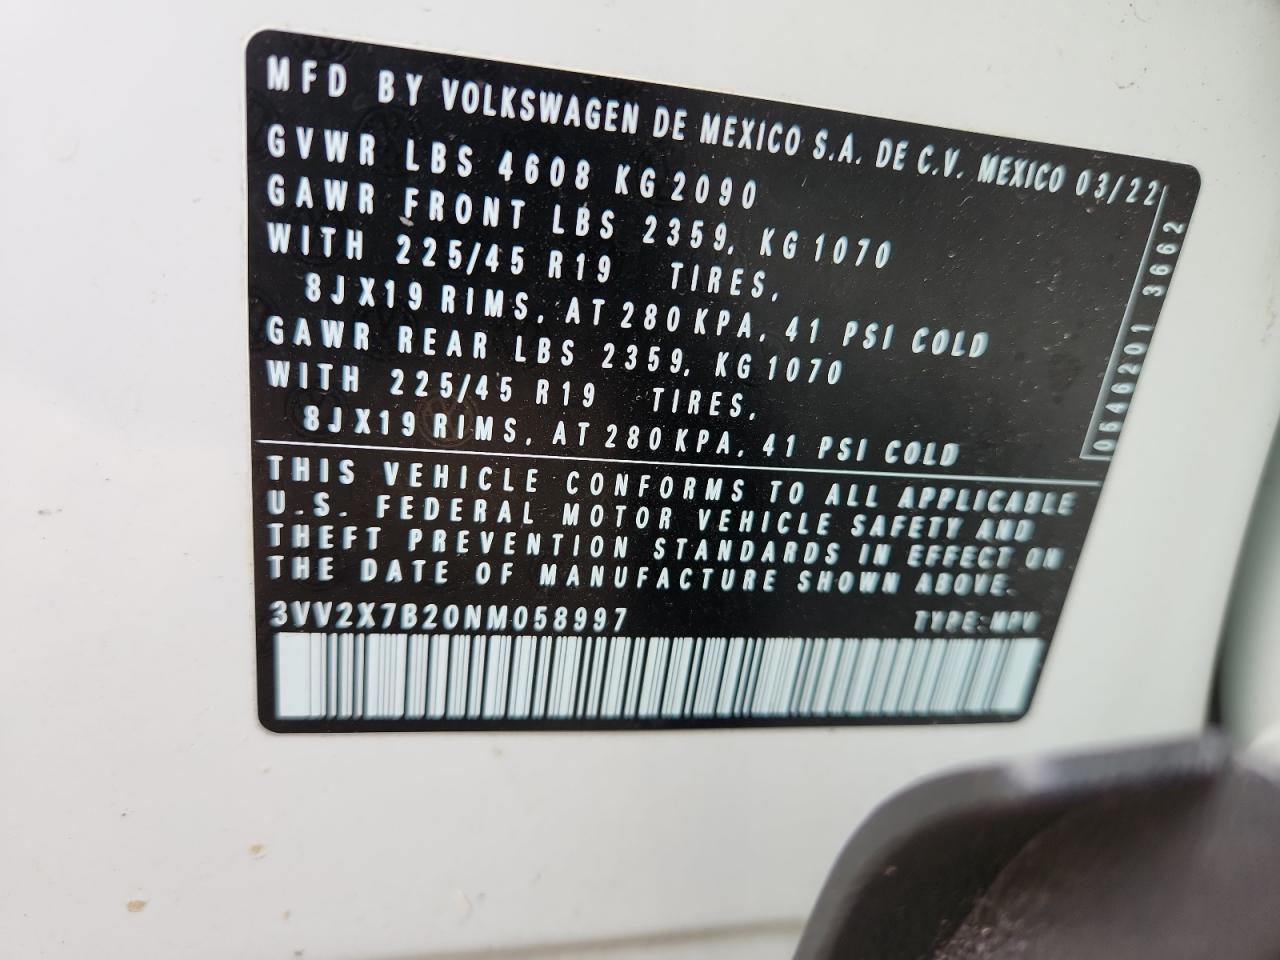 MFD BY VOLKSWAGEN DE MEXICO S.A. DE C.V. MEXICO 03/22
GVWR LBS 4608 KG 2090
GAWR FRONT LBS 2359, KG 1070
WITH 225/45 R19 TIRES,
8JX19 RIMS, AT 280 KPA, 41 PSI COLD
GAWR REAR LBS 2359, KG 1070
WITH 225/45 R19 TIRES,
8JX19 RIMS, AT 280 KPA, 41 PSI COLD
0646201 3662
THIS VEHICLE CONFORMS TO ALL APPLICABLE
U.S. FEDERAL MOTOR VEHICLE SAFETY AND
THEFT PREVENTION STANDARDS IN EFFECT ON
THE DATE OF MANUFACTURE SHOWN ABOVE.
3VV2X7B20NM058997 TYPE: MPV